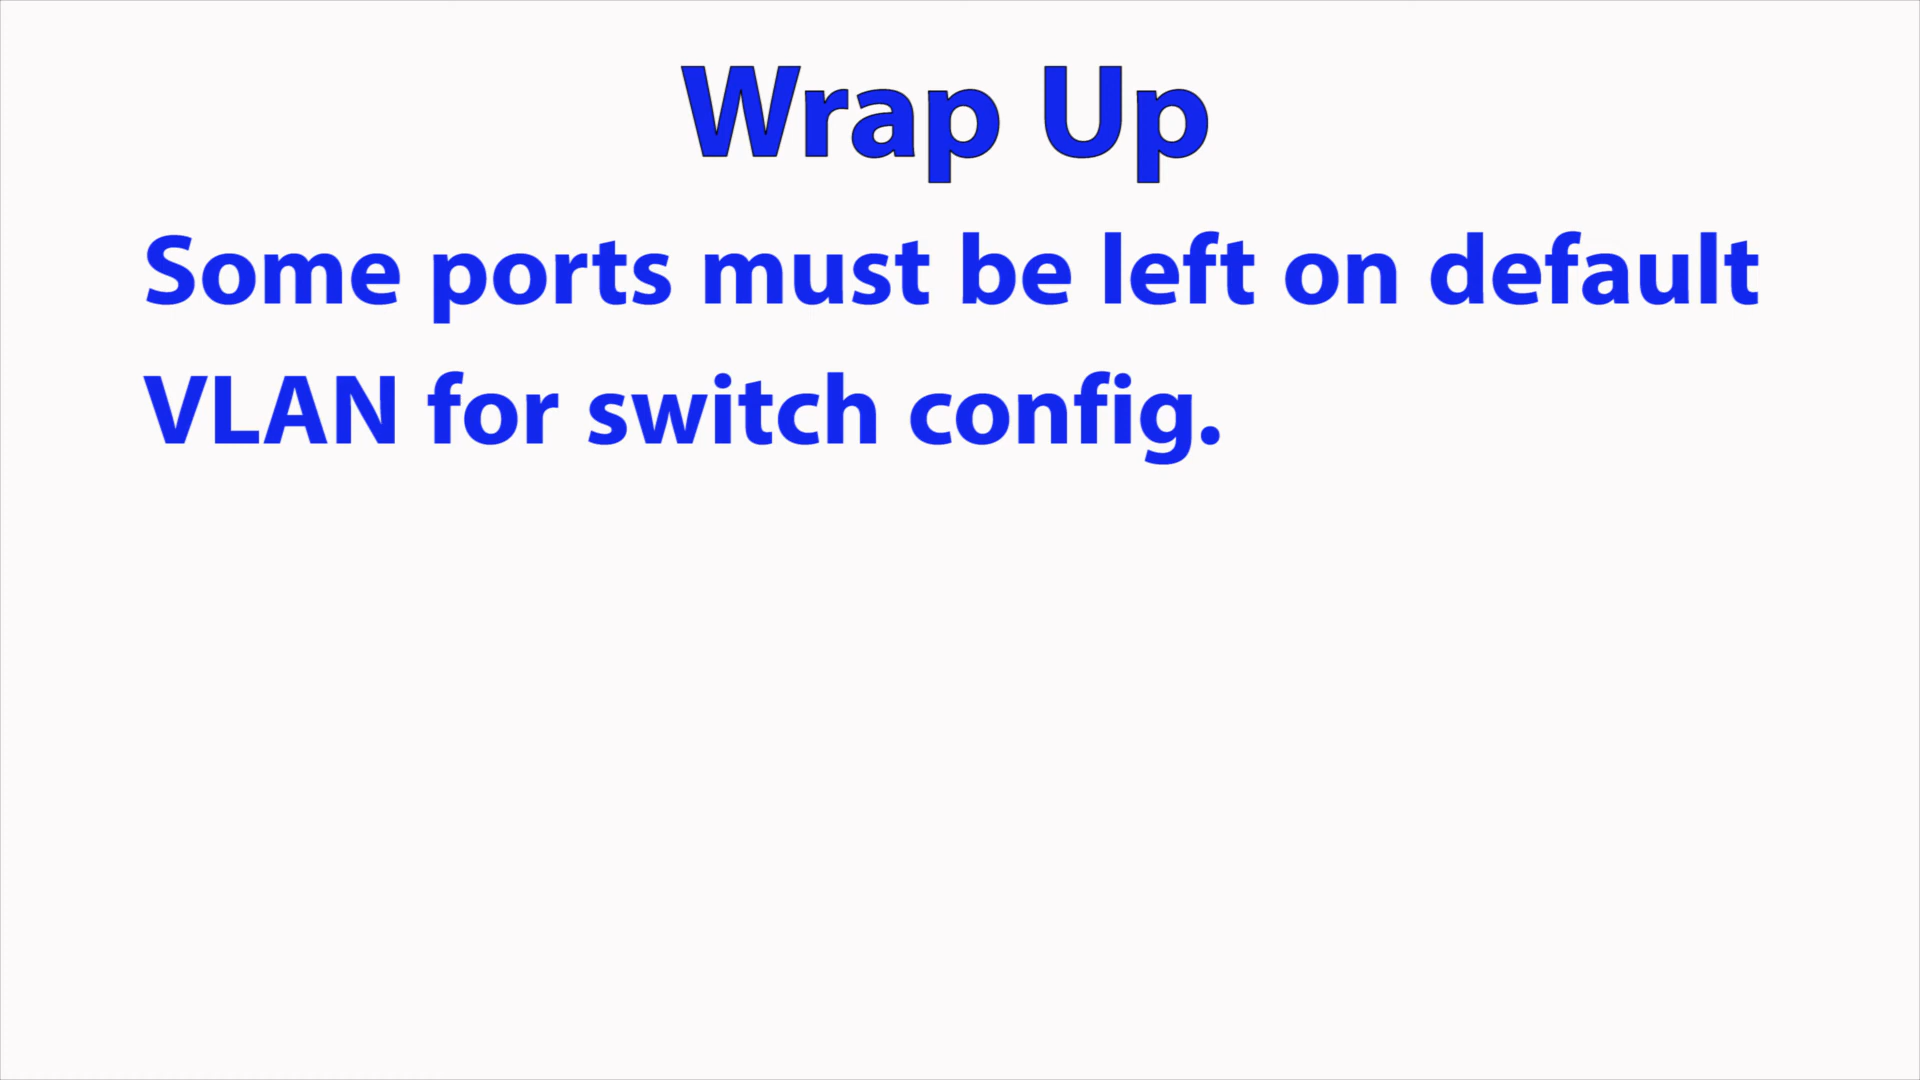 Wrap Up
Some ports must be left on default
VLAN for switch config.